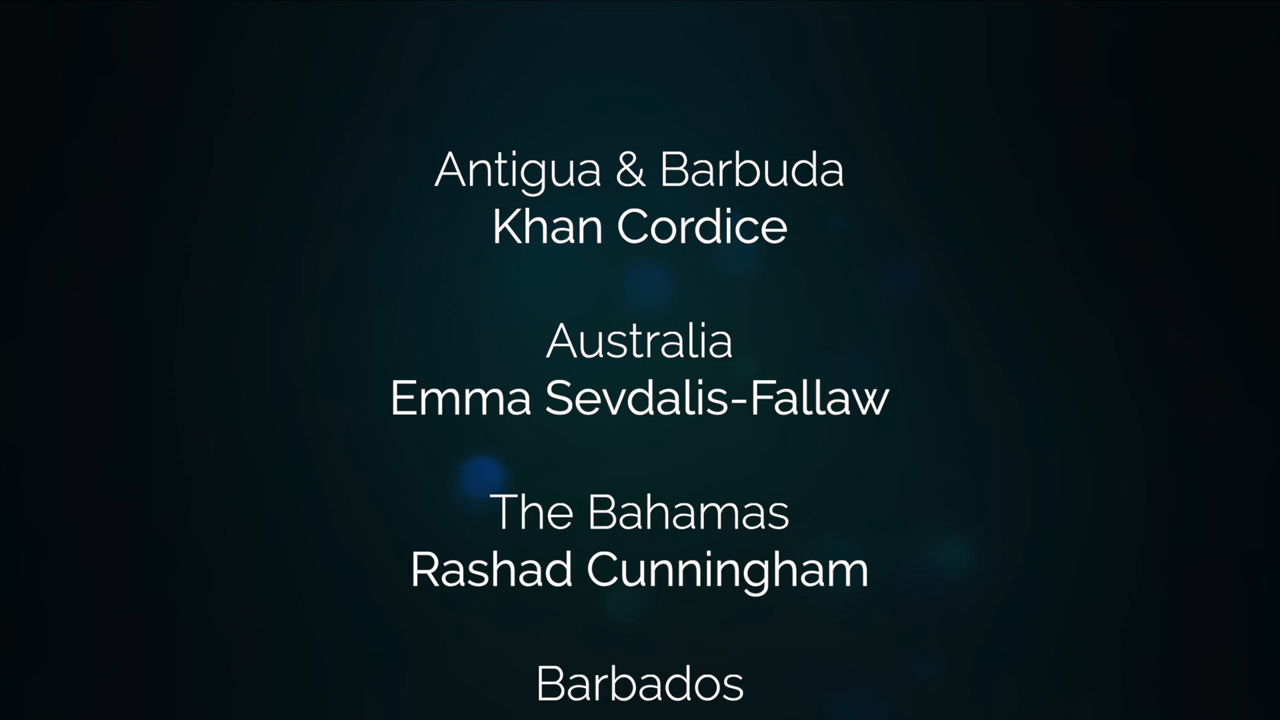 Antigua & Barbuda
Khan Cordice
Australia
Emma Sevdalis-Fallaw
The Bahamas
Rashad Cunningham
Barbados